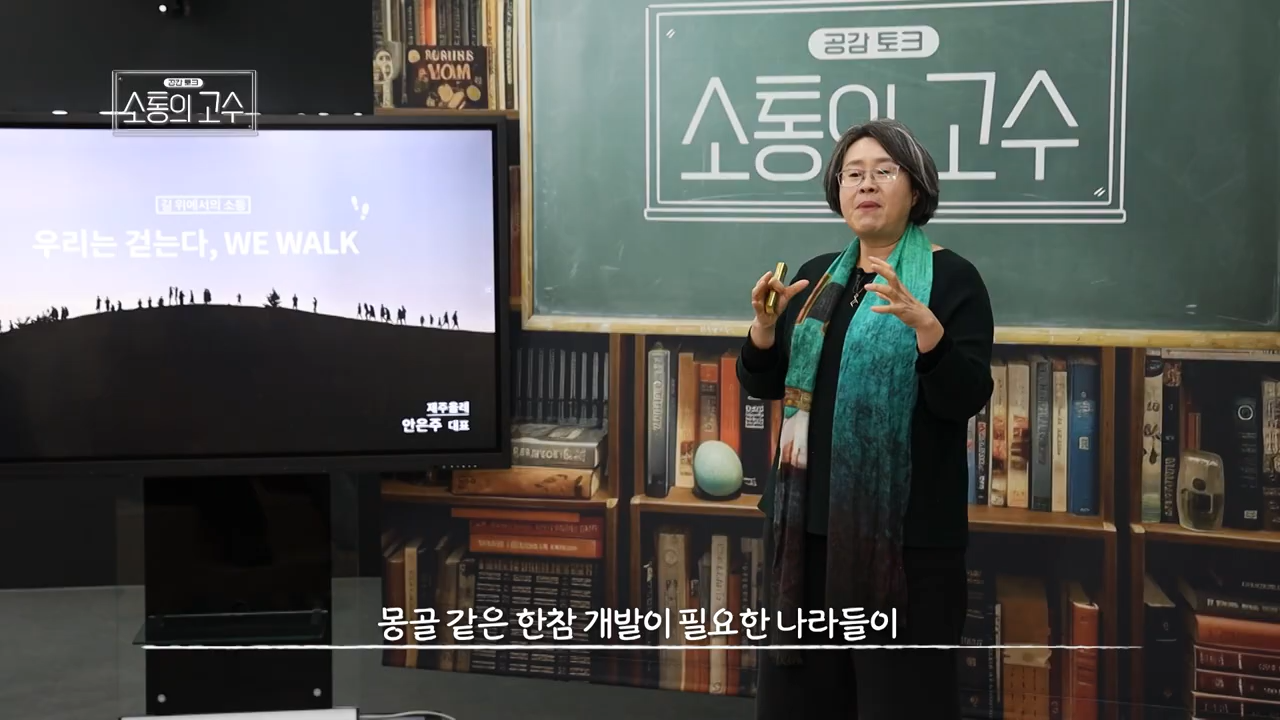 공감 토크
소통의 고수
공감 토크
소통의 고수
길 위에서의 소통
우리는 걷는다, WE WALK
제주올레
안은주 대표
몽골 같은 한참 개발이 필요한 나라들이